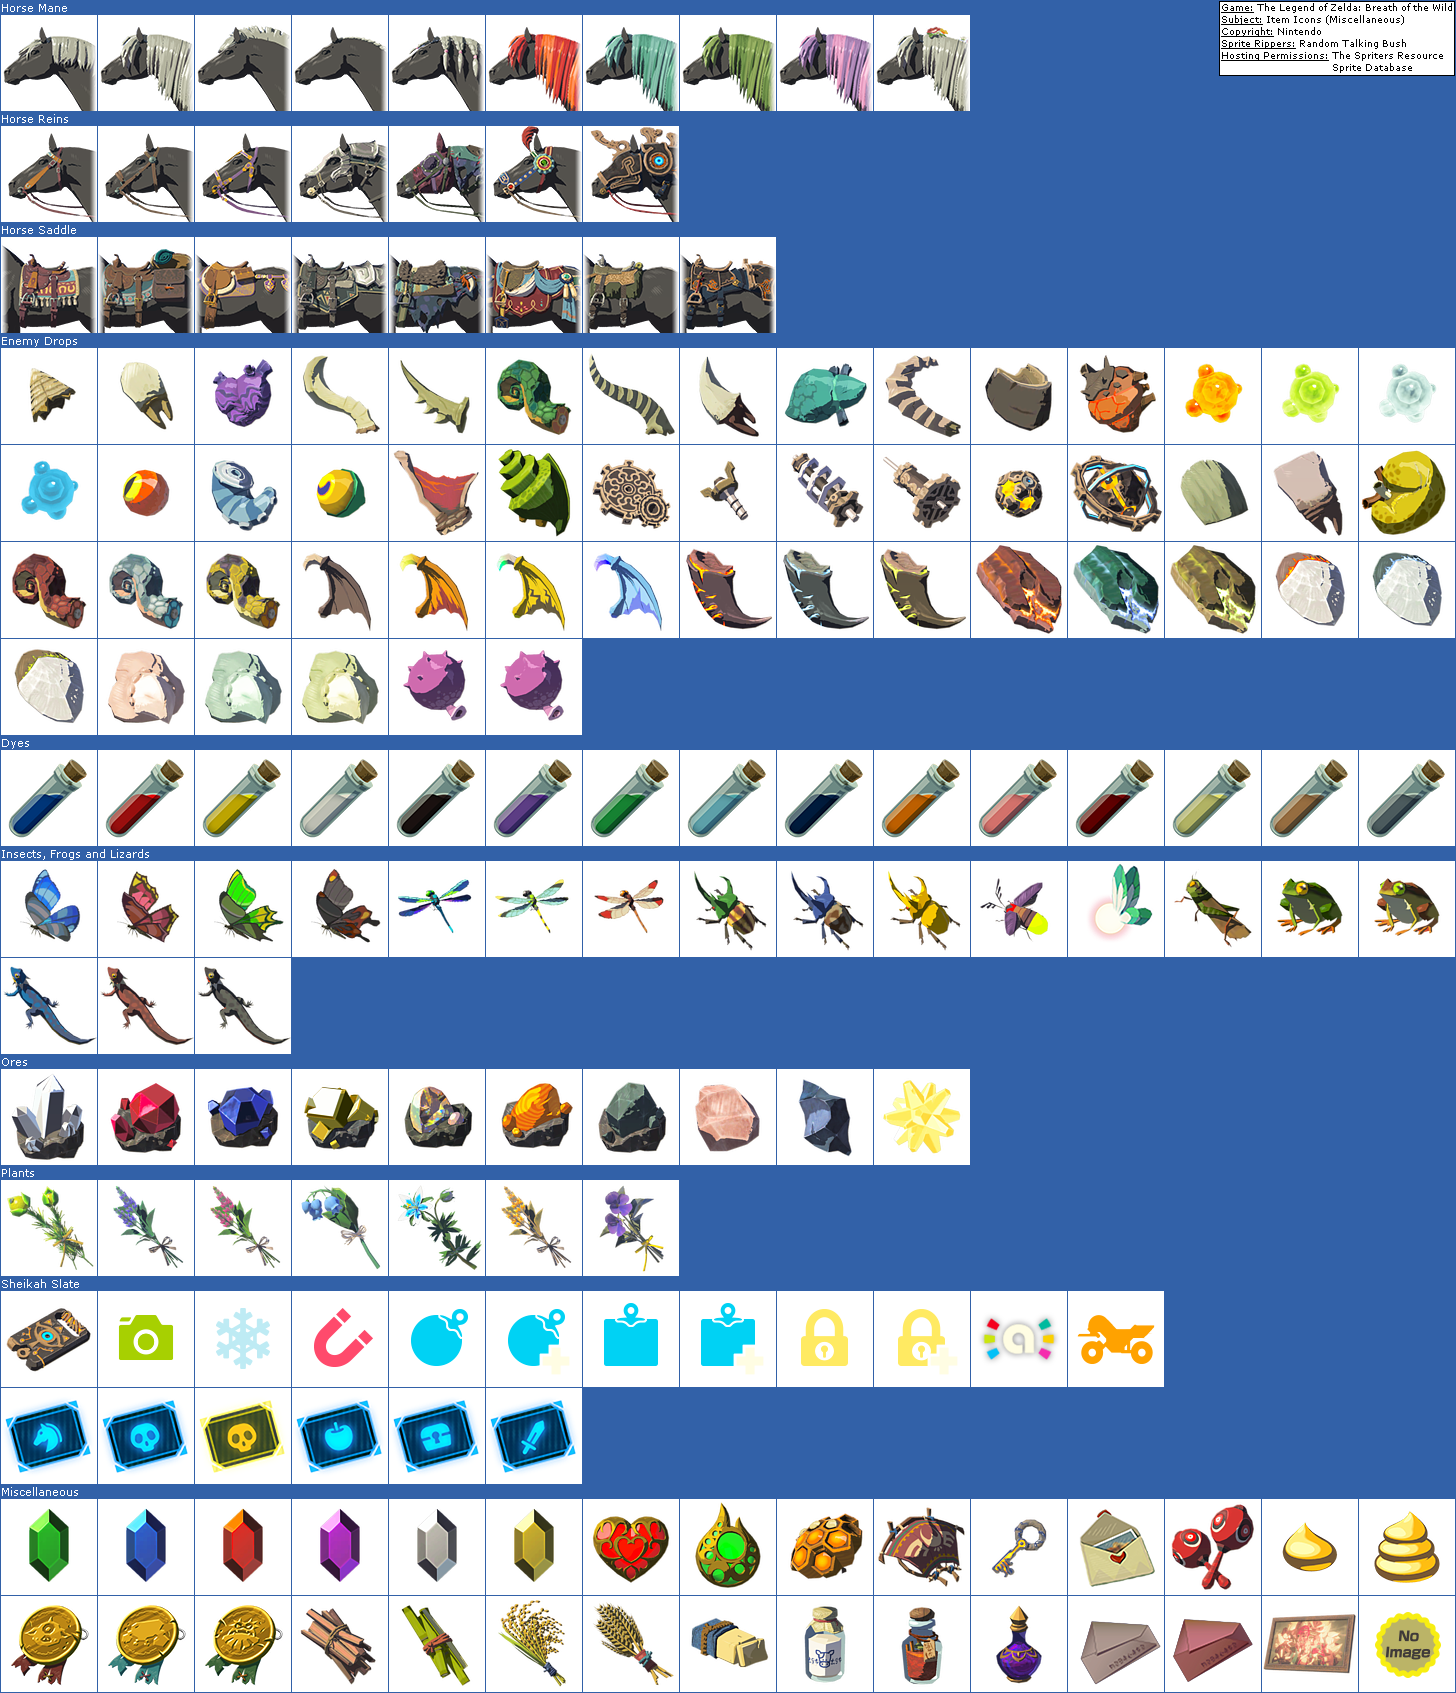 Horse Mane
Game: The Legend of Zelda: Breath of the Wild
Subject: Item Icons (Miscellaneous)
Copyright: Nintendo
Sprite Rippers: Random Talking Bush
Hosting Permissions: The Spriters Resource
Sprite Database
Horse Reins
Horse Saddle
Enemy Drops
Dyes
Insects, Frogs and Lizards
Ores
Plants
Sheikah Slate
a
Miscellaneous
No
Image